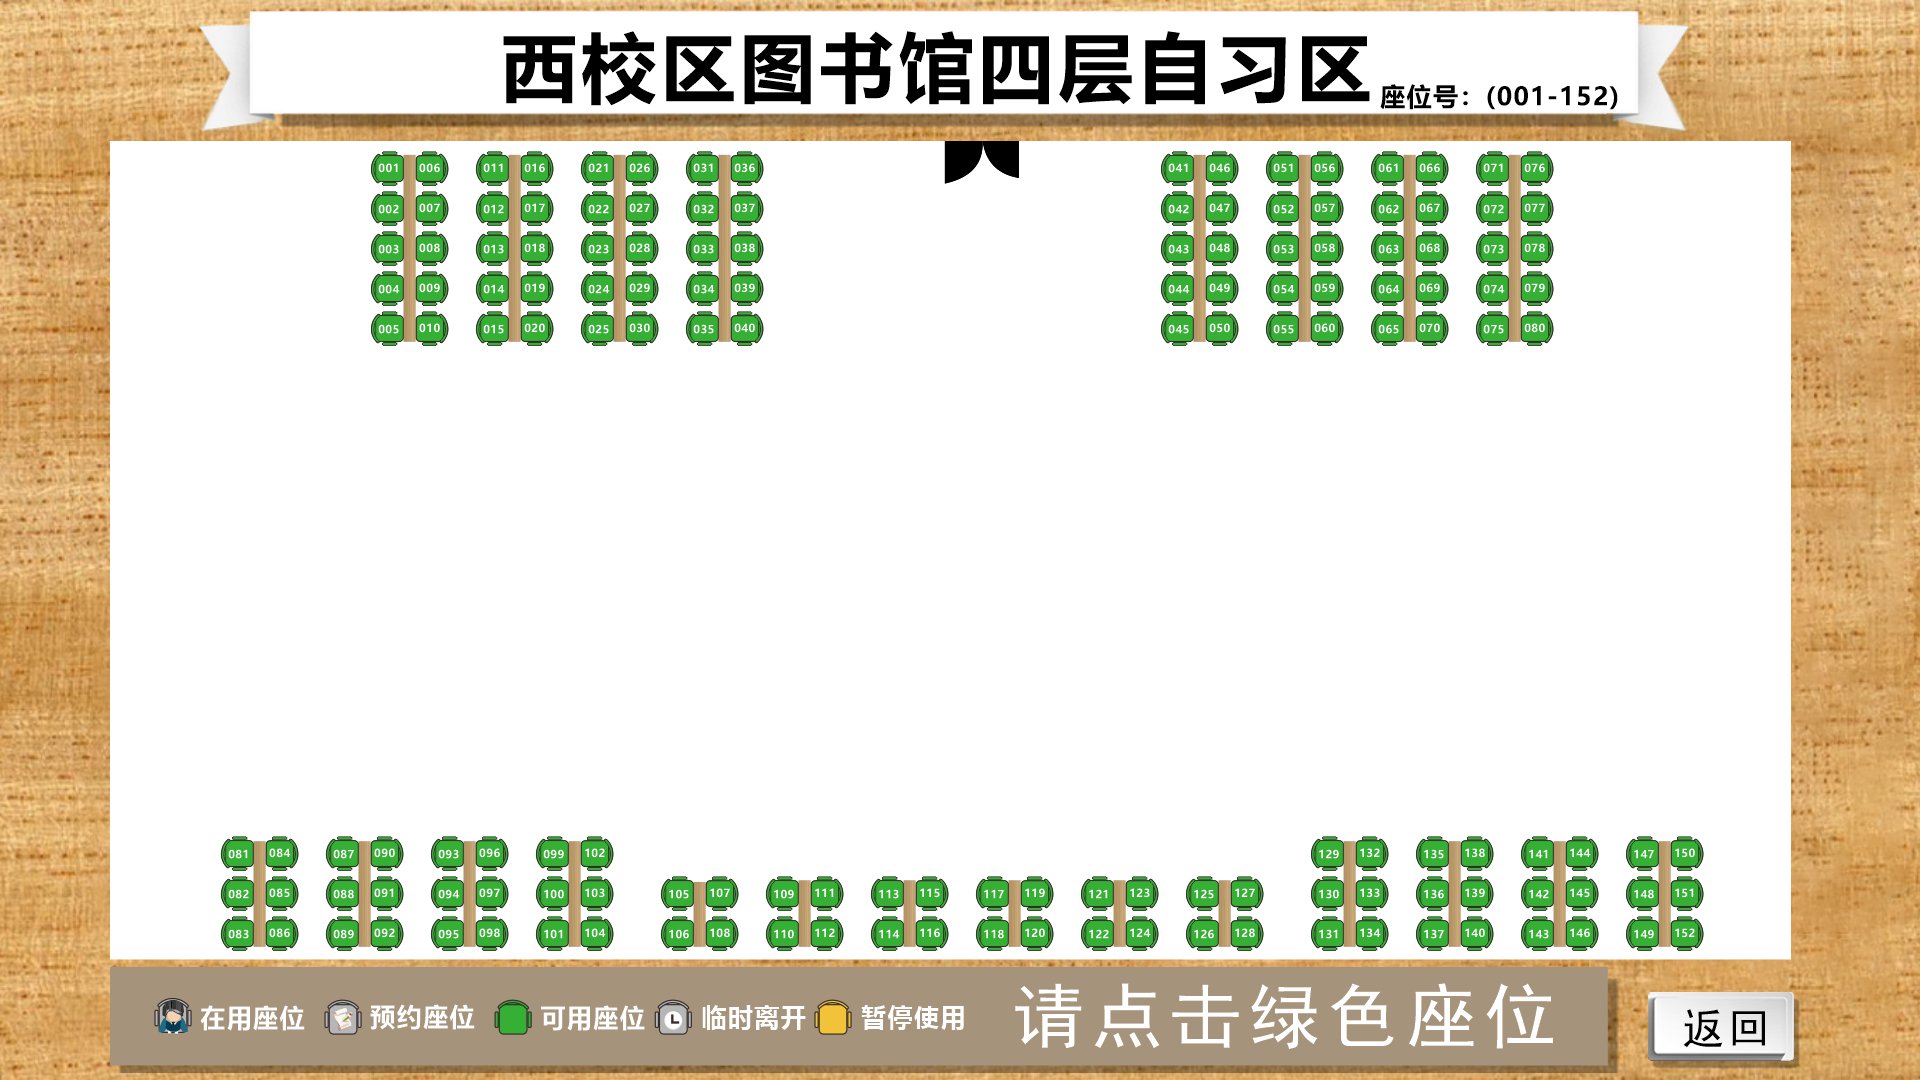 西校区图书馆四层自习区 座位号：(001-152)
001 006 011 016 021 026 031 036 041 046 051 056 061 066 071 076
002 007 012 017 022 027 032 037 042 047 052 057 062 067 072 077
003 008 013 018 023 028 033 038 043 048 053 058 063 068 073 078
004 009 014 019 024 029 034 039 044 049 054 059 064 069 074 079
005 010 015 020 025 030 035 040 045 050 055 060 065 070 075 080
081 084 087 090 093 096 099 102 129 132 135 138 141 144 147 150
082 085 088 091 094 097 100 103 105 107 109 111 113 115 117 119 121 123 125 127 130 133 136 139 142 145 148 151
083 086 089 092 095 098 101 104 106 108 110 112 114 116 118 120 122 124 126 128 131 134 137 140 143 146 149 152
在用座位 预约座位 可用座位 临时离开 暂停使用 请点击绿色座位 返回